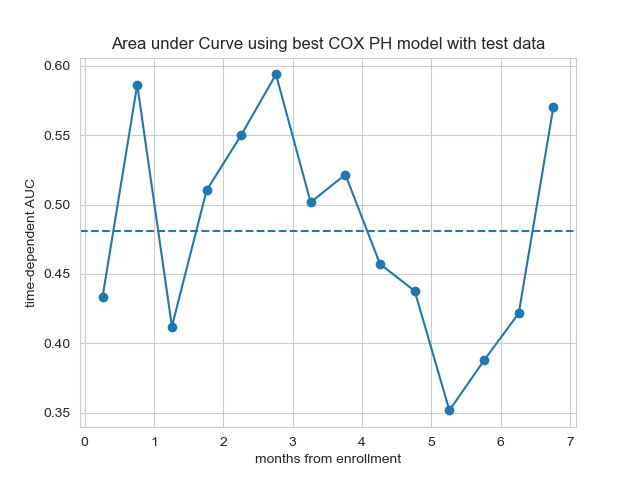 Area under Curve using best COX PH model with test data
0.60
0.55
0.50
0.45
0.40
0.35
time-dependent AUC
0 1 2 3 4 5 6 7
months from enrollment